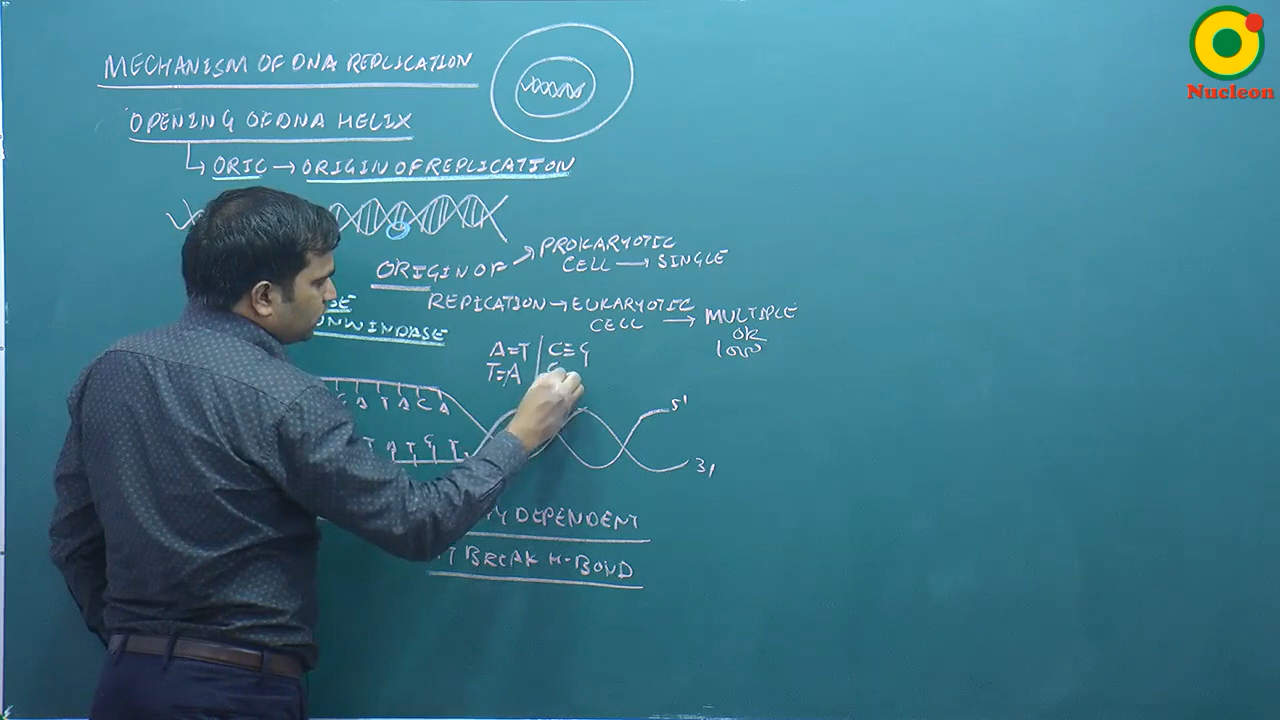 MECHANISM OF DNA REPLICATION
Nucleon
OPENING OF DNA HELIX
ORIC → ORIGIN OF REPLICATION
ORIGIN OF
PROKARYOTIC
CELL → SINGLE
REPICATION → EUKARYOTIC
CELL → MULTIPLE
OR
1000
UNWINDASE
A=T | C≡G
T=A
A T A C A
T A T G T
5'
3'
DEPENDENT
IT BREAK H-BOND